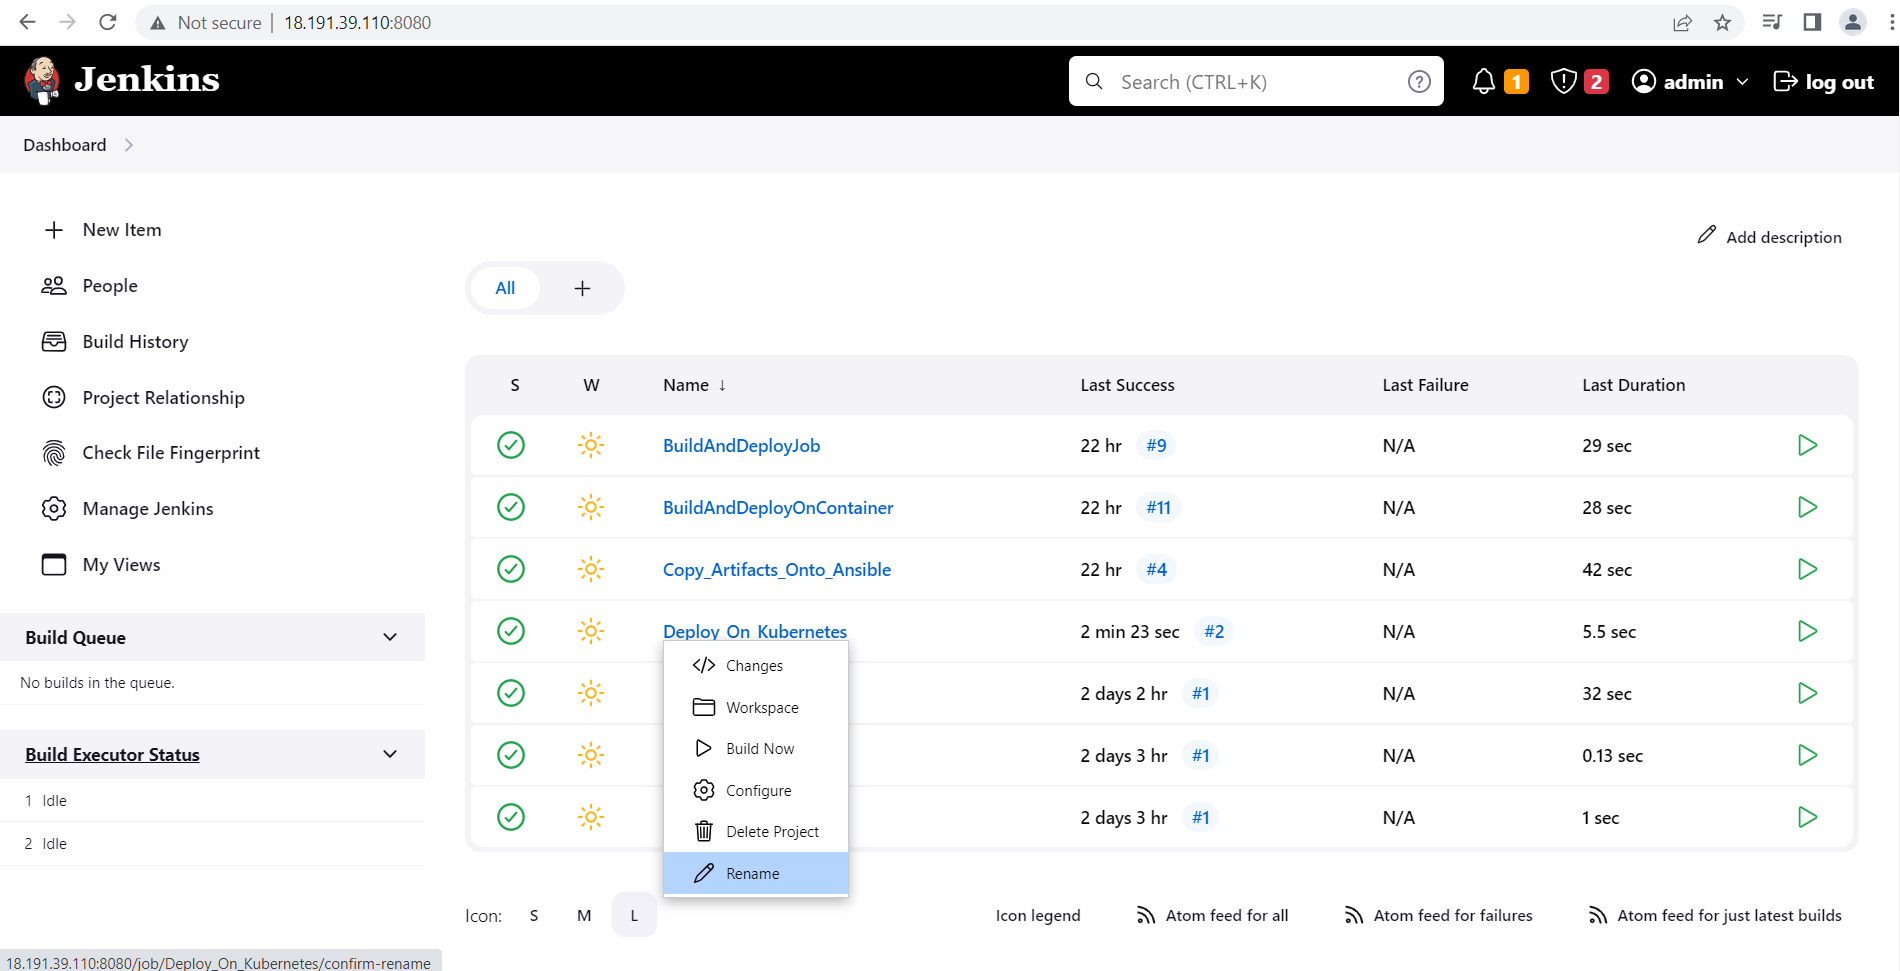 Not secure | 18.191.39.110:8080
Jenkins
Search (CTRL+K)
1
2
admin
log out
Dashboard
New Item
People
Build History
Project Relationship
Check File Fingerprint
Manage Jenkins
My Views
Build Queue
No builds in the queue.
Build Executor Status
1 Idle
2 Idle
Add description
All +
S W Name ↓ Last Success Last Failure Last Duration
BuildAndDeployJob 22 hr #9 N/A 29 sec
BuildAndDeployOnContainer 22 hr #11 N/A 28 sec
Copy_Artifacts_Onto_Ansible 22 hr #4 N/A 42 sec
Deploy_On_Kubernetes 2 min 23 sec #2 N/A 5.5 sec
2 days 2 hr #1 N/A 32 sec
2 days 3 hr #1 N/A 0.13 sec
2 days 3 hr #1 N/A 1 sec
Changes
Workspace
Build Now
Configure
Delete Project
Rename
Icon: S M L
Icon legend
Atom feed for all
Atom feed for failures
Atom feed for just latest builds
18.191.39.110:8080/job/Deploy_On_Kubernetes/confirm-rename